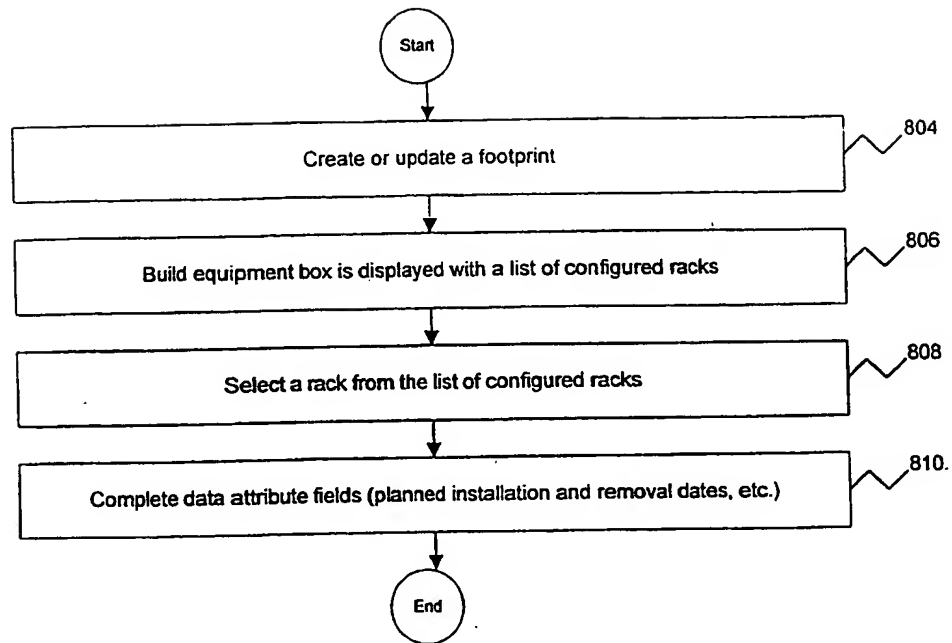 Start
Create or update a footprint
804
Build equipment box is displayed with a list of configured racks
806
Select a rack from the list of configured racks
808
Complete data attribute fields (planned installation and removal dates, etc.)
810.
End